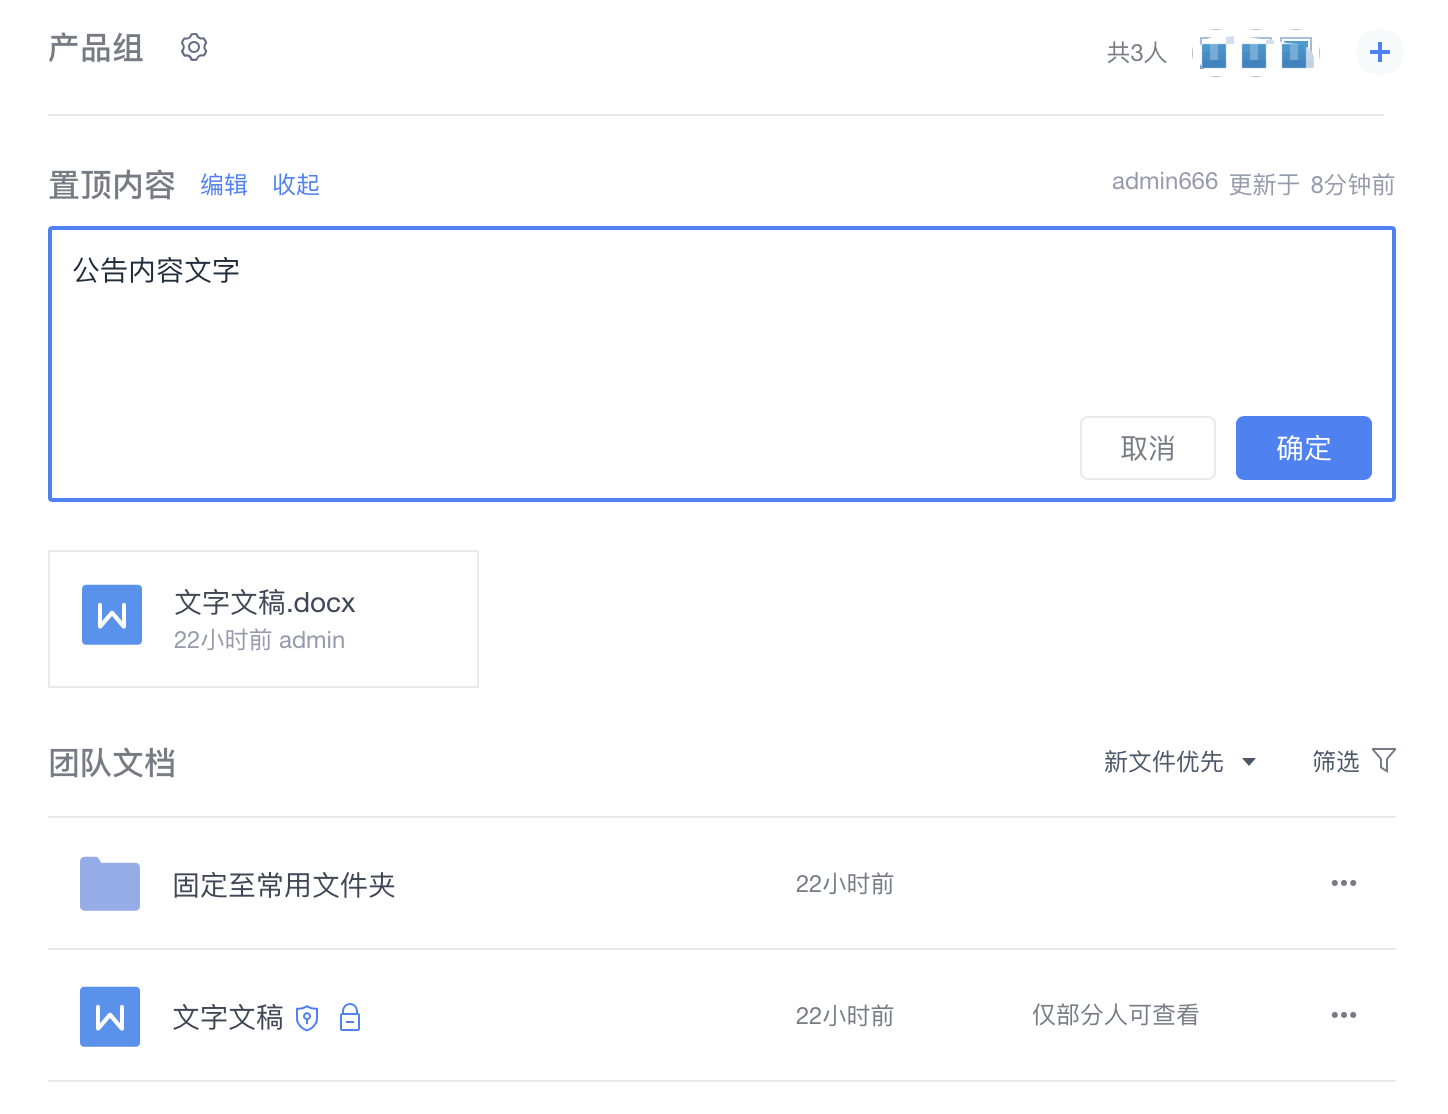 产品组
共3人
置顶内容 编辑 收起
admin666 更新于 8分钟前
公告内容文字
取消 确定
文字文稿.docx
22小时前 admin
团队文档
新文件优先 筛选
固定至常用文件夹 22小时前
文字文稿 22小时前 仅部分人可查看